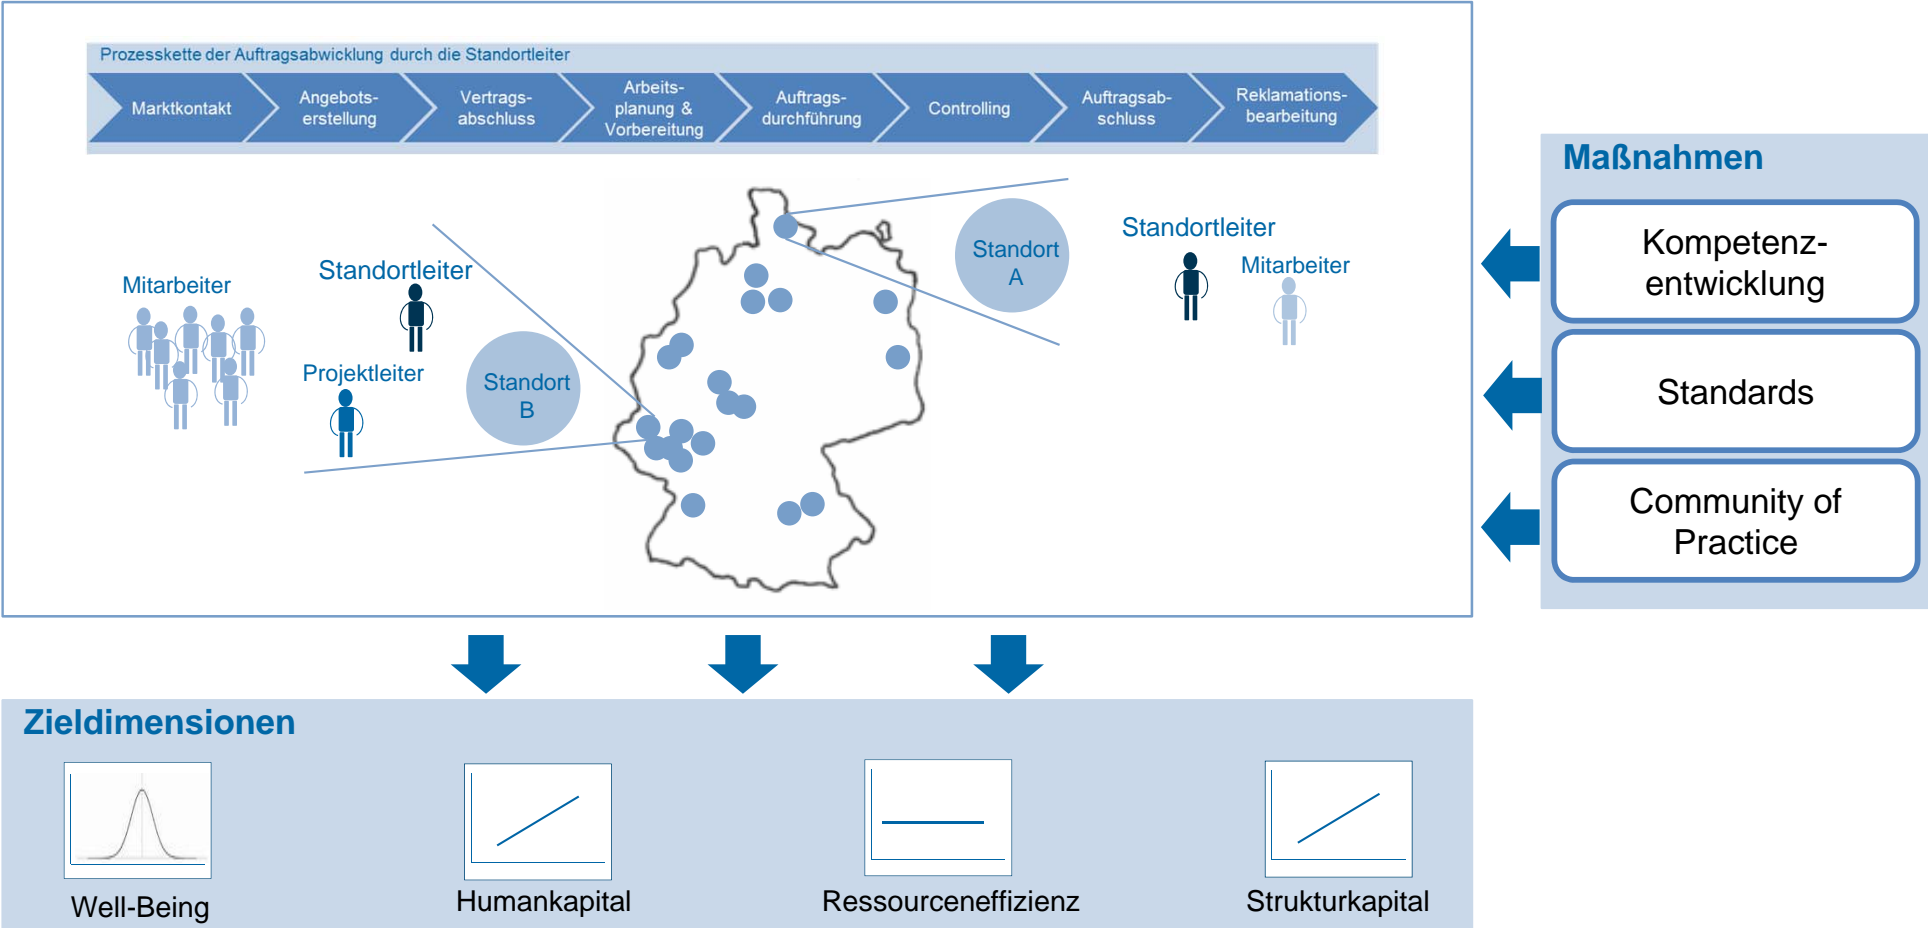 Prozesskette der Auftragsabwicklung durch die Standortleiter
Marktkontakt
Angebots-
erstellung
Vertrags-
abschluss
Arbeits-
planung &
Vorbereitung
Auftrags-
durchführung
Controlling
Auftragsab-
schluss
Reklamations-
bearbeitung
Mitarbeiter
Standortleiter
Projektleiter
Standort
B
Standort
A
Standortleiter
Mitarbeiter
Maßnahmen
Kompetenz-
entwicklung
Standards
Community of
Practice
Zieldimensionen
Well-Being
Humankapital
Ressourceneffizienz
Strukturkapital